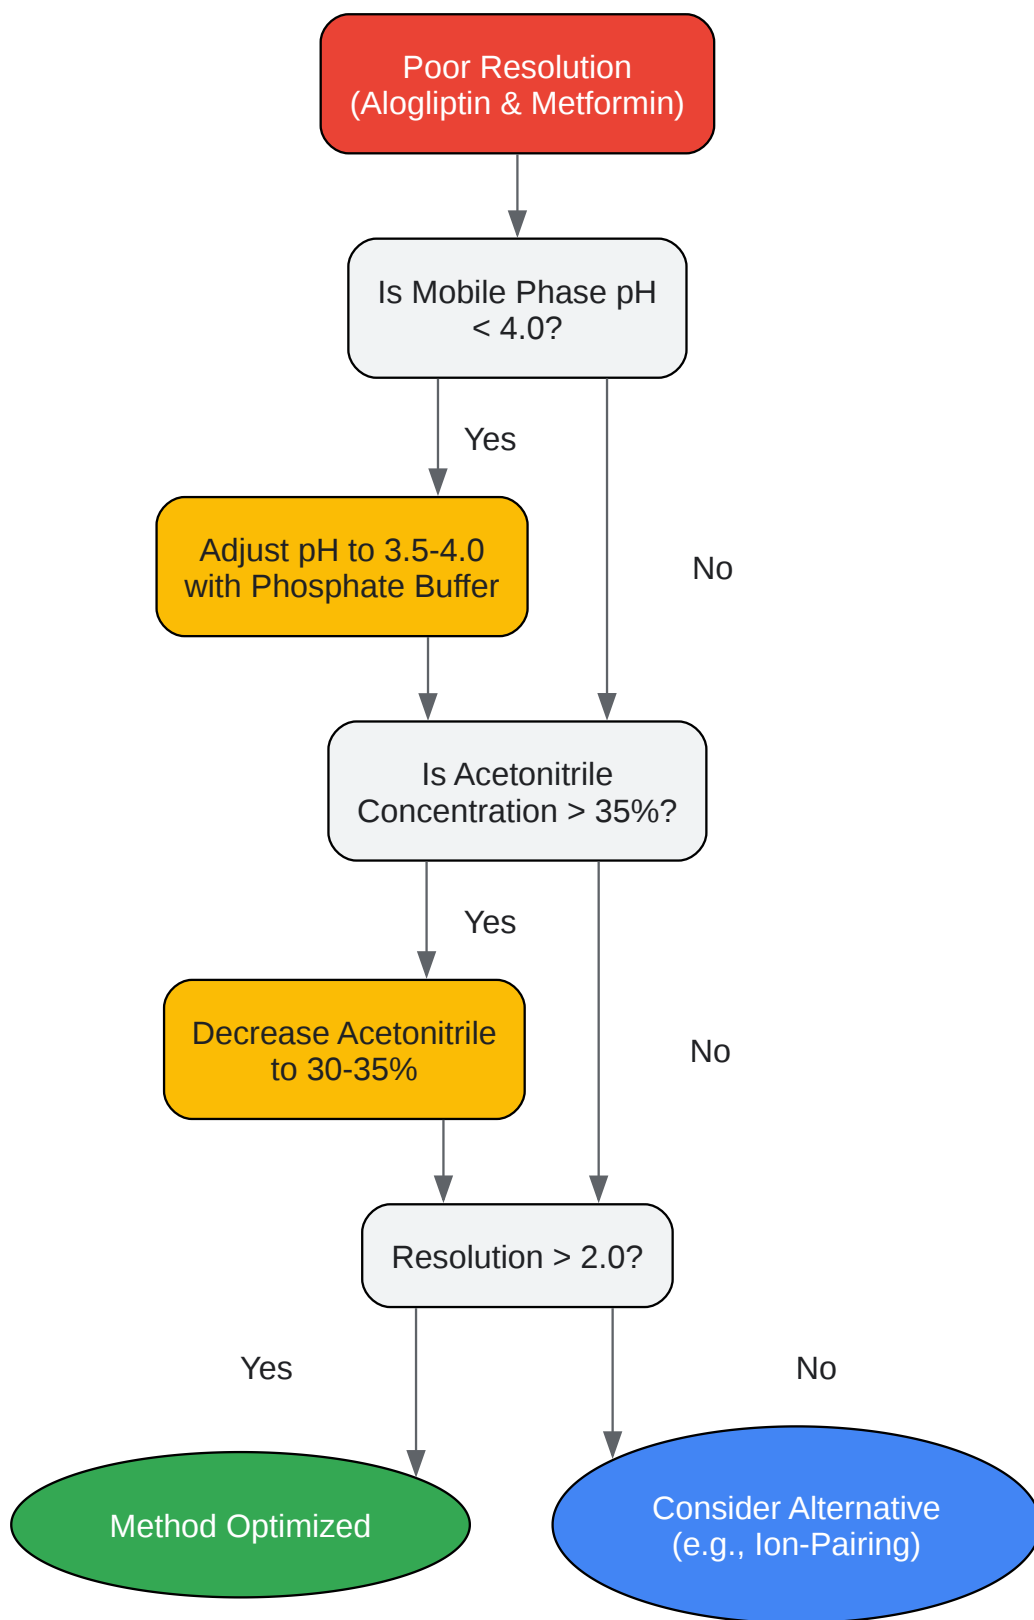 Poor Resolution
(Alogliptin & Metformin)
Is Mobile Phase pH
< 4.0?
Yes
Adjust pH to 3.5-4.0
with Phosphate Buffer
No
Is Acetonitrile
Concentration > 35%?
Yes
Decrease Acetonitrile
to 30-35%
No
Resolution > 2.0?
Yes
No
Method Optimized
Consider Alternative
(e.g., Ion-Pairing)